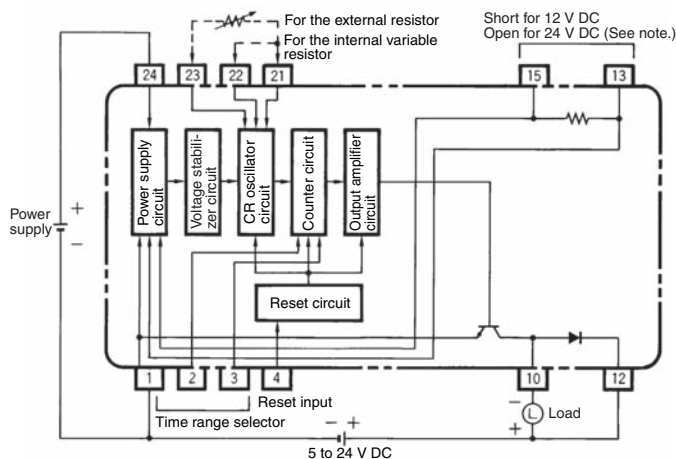 For the external resistor
For the internal variable
resistor
Short for 12 V DC
Open for 24 V DC (See note.)
24
23
22
21
15
13
Power supply
circuit
Voltage stabili-
zer circuit
CR oscillator
circuit
Counter circuit
Output amplifier
circuit
Power
supply
+
−
Reset circuit
1
2
3
4
10
12
Reset input
Time range selector
− +
5 to 24 V DC
−
L
Load
+